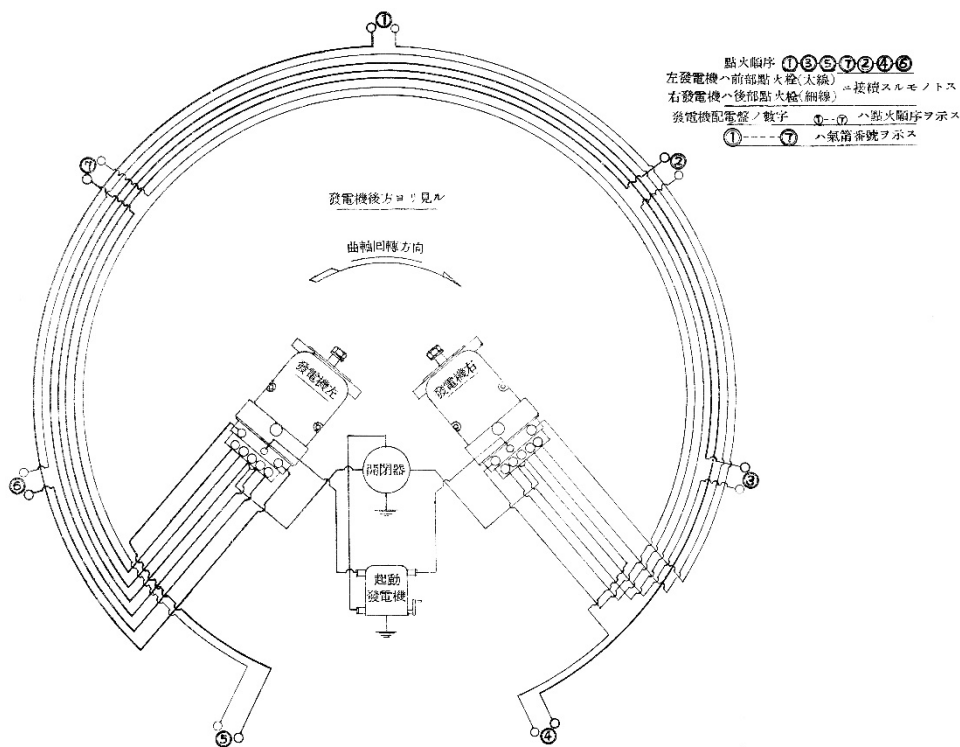 ①
點火順序 ①③⑤⑦②④⑥
左發電機ハ前部點火栓(太線)
右發電機ハ後部點火栓(細線)
ニ接續スルモノトス
發電機配電盤ノ數字 ①--⑦ ハ點火順序ヲ示ス
①----⑦ ハ氣筩番號ヲ示ス
⑦
②
發電機後方ヨリ見ル
曲軸回轉方向
發電機左
發電機右
開閉器
⑥
③
起動
發電機
⑤
④